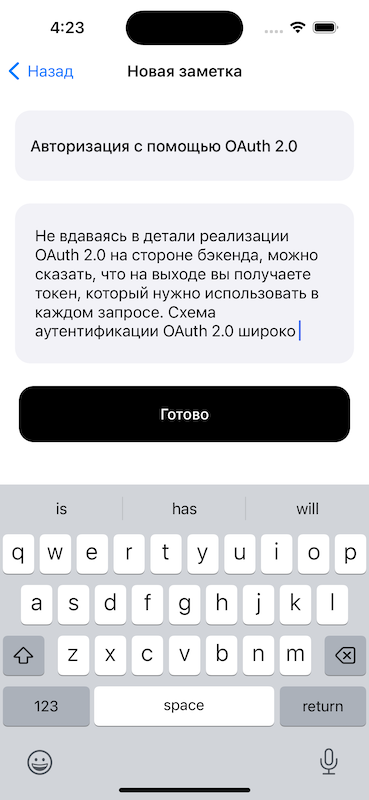 4:23
Назад
Новая заметка
Авторизация с помощью OAuth 2.0
Не вдаваясь в детали реализации
OAuth 2.0 на стороне бэкенда, можно
сказать, что на выходе вы получаете
токен, который нужно использовать в
каждом запросе. Схема
аутентификации OAuth 2.0 широко
Готово
is has will
q w e r t y u i o p
a s d f g h j k l
z x c v b n m
123 space return